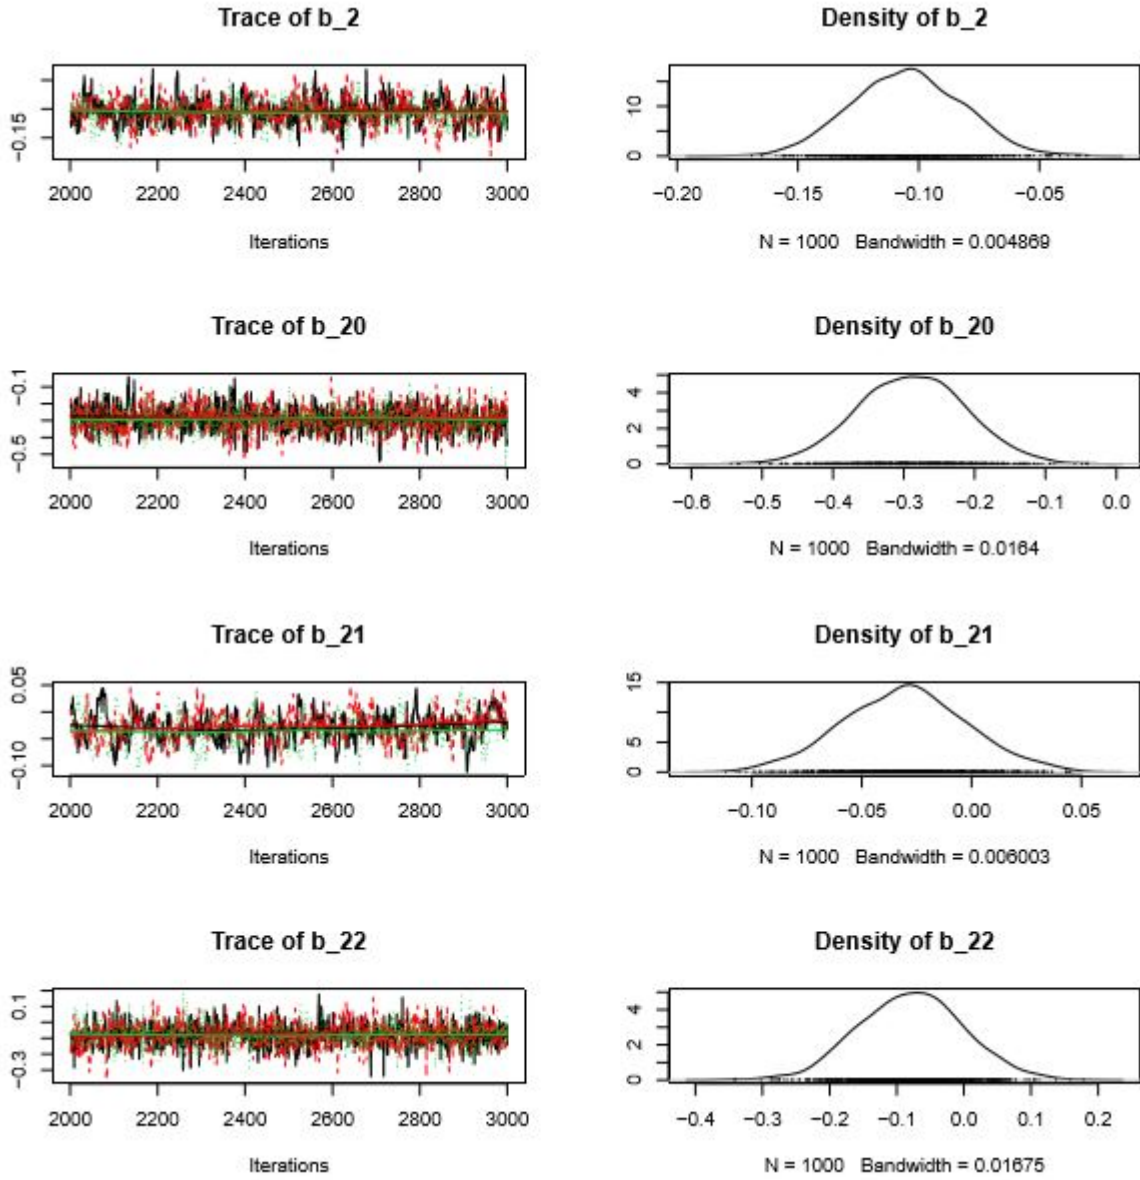 Trace of b_2
Density of b_2
−0.15
2000 2200 2400 2600 2800 3000
Iterations
0 10
−0.20 −0.15 −0.10 −0.05
N = 1000 Bandwidth = 0.004869
Trace of b_20
Density of b_20
−0.5 −0.1
2000 2200 2400 2600 2800 3000
Iterations
0 2 4
−0.6 −0.5 −0.4 −0.3 −0.2 −0.1 0.0
N = 1000 Bandwidth = 0.0164
Trace of b_21
Density of b_21
−0.10 0.05
2000 2200 2400 2600 2800 3000
Iterations
0 5 15
−0.10 −0.05 0.00 0.05
N = 1000 Bandwidth = 0.006003
Trace of b_22
Density of b_22
−0.3 0.1
2000 2200 2400 2600 2800 3000
Iterations
0 2 4
−0.4 −0.3 −0.2 −0.1 0.0 0.1 0.2
N = 1000 Bandwidth = 0.01675